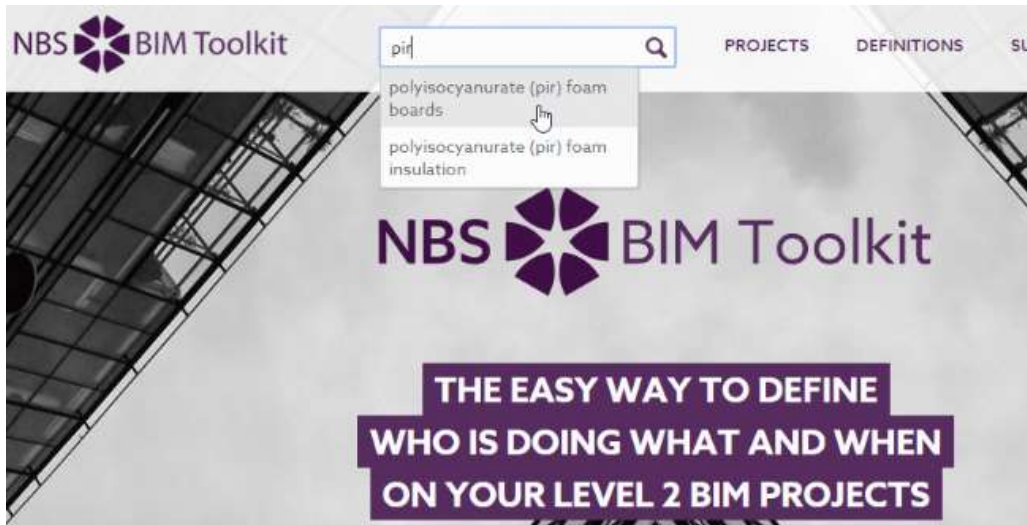 NBS BIM Toolkit
pir
PROJECTS
DEFINITIONS
polyisocyanurate (pir) foam
boards
polyisocyanurate (pir) foam
insulation
NBS BIM Toolkit
THE EASY WAY TO DEFINE
WHO IS DOING WHAT AND WHEN
ON YOUR LEVEL 2 BIM PROJECTS